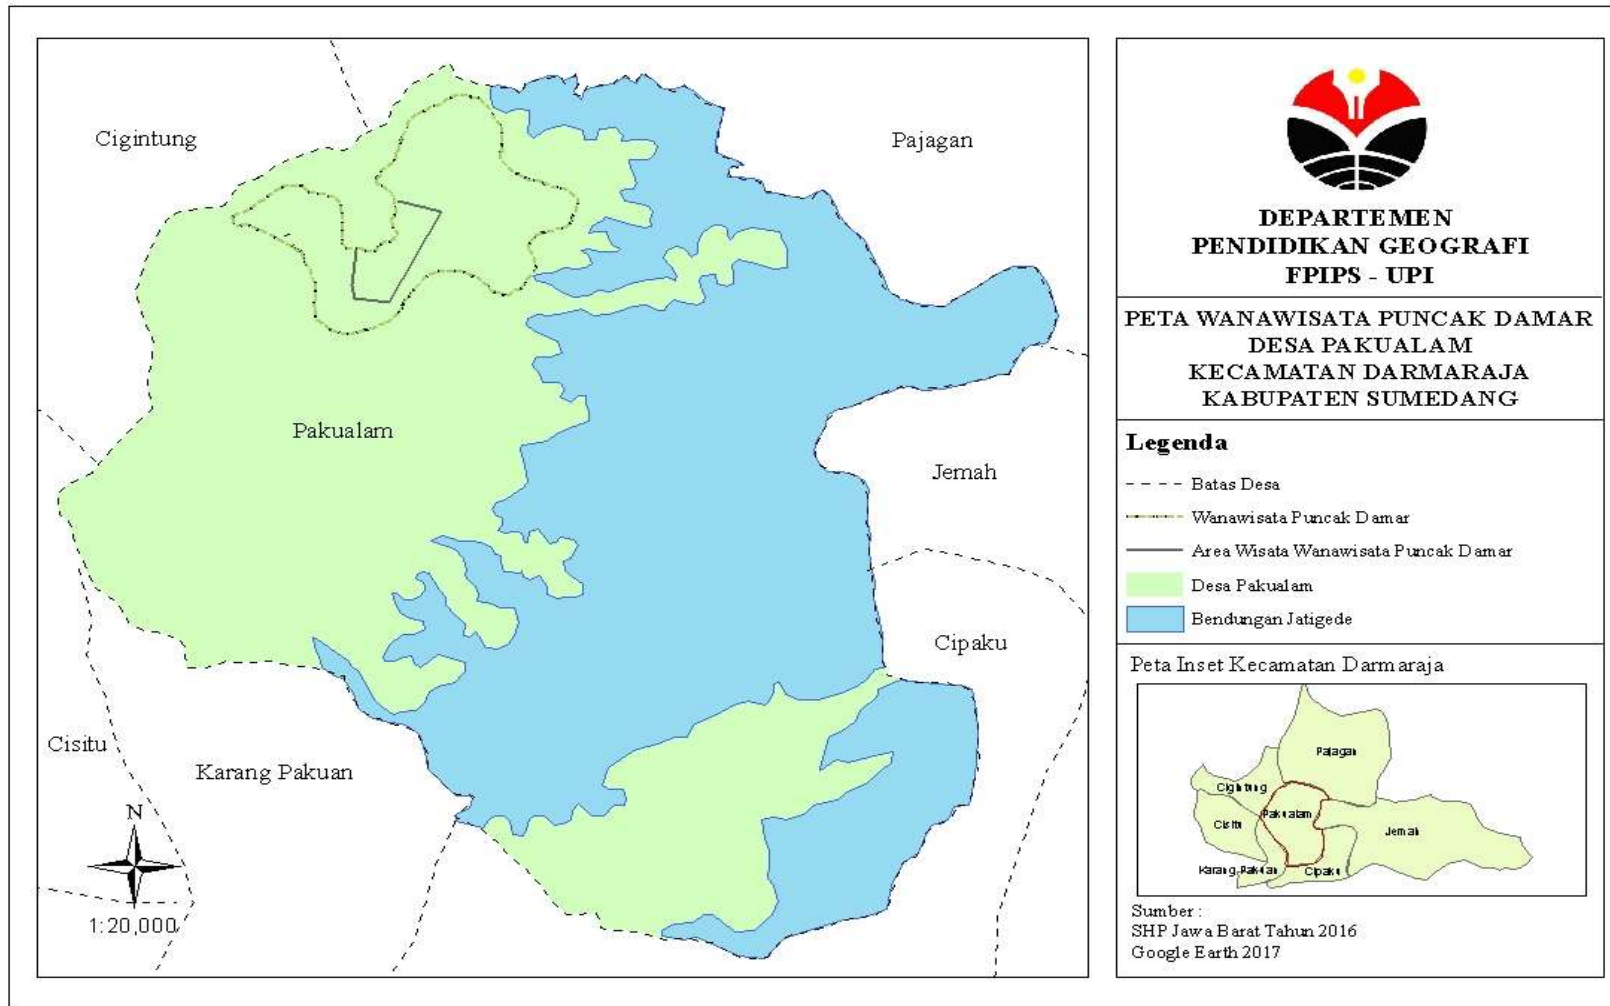 Cigintung
Pajagan
Pakualam
Jemah
Cipaku
Cisitu
Karang Pakuan
N
1:20,000
DEPARTEMEN
PENDIDIKAN GEOGRAFI
FPIPS - UPI
PETA WANAWISATA PUNCAK DAMAR
DESA PAKUALAM
KECAMATAN DARMARAJA
KABUPATEN SUMEDANG
Legenda
Batas Desa
Wanawisata Puncak Damar
Area Wisata Wanawisata Puncak Damar
Desa Pakualam
Bendungan Jatigede
Peta Inset Kecamatan Darmaraja
Pajagan
Cigintung
Pakualam
Cisitu
Jemah
Karang Pakuan
Cipaku
Sumber :
SHP Jawa Barat Tahun 2016
Google Earth 2017